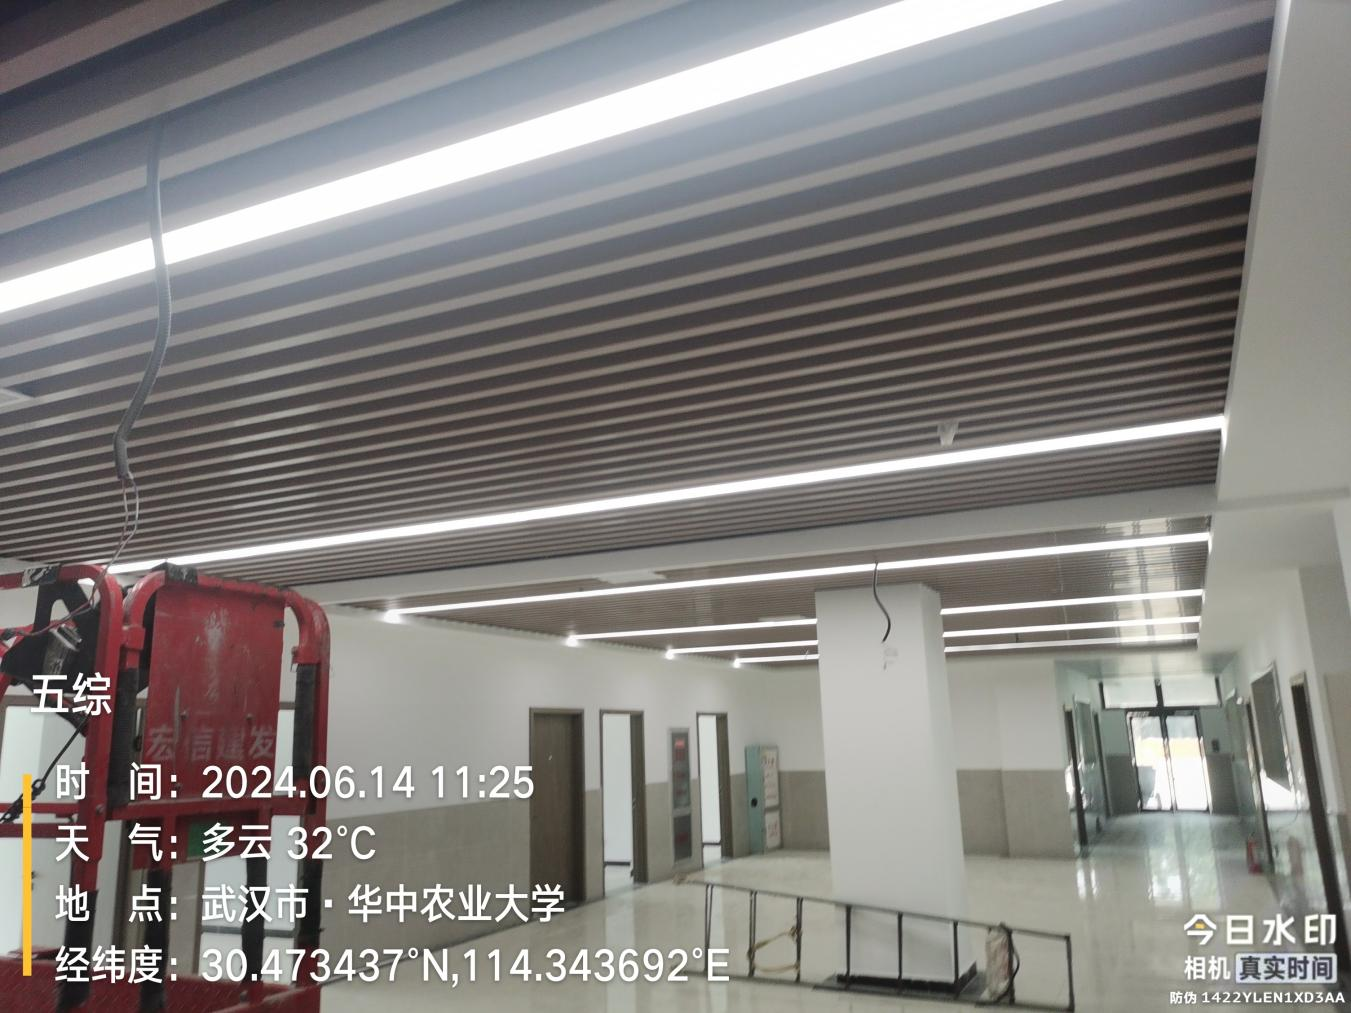 宏信建发
五综
时 间：2024.06.14 11:25
天 气：多云 32°C
地 点：武汉市·华中农业大学
经纬度：30.473437°N,114.343692°E
今日水印
相机 真实时间
防伪 1422YLEN1XD3AA